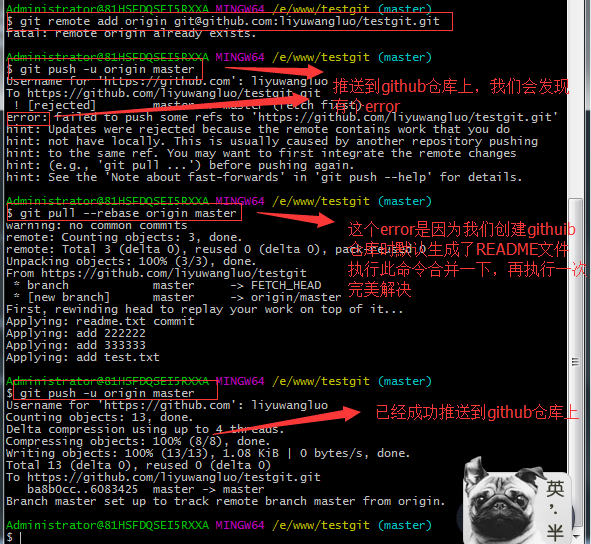 Administrator@81HSFDQSEI5RXXA MINGW64 /e/www/testgit (master)
$ git remote add origin git@github.com:liyuwangluo/testgit.git
fatal: remote origin already exists.
Administrator@81HSFDQSEI5RXXA MINGW64 /e/www/testgit (master)
$ git push -u origin master
Username for 'https://github.com': liyuwangluo
To https://github.com/liyuwangluo/testgit.git
! [rejected] master -> master (fetch first)
error: failed to push some refs to 'https://github.com/liyuwangluo/testgit.git'
hint: Updates were rejected because the remote contains work that you do
hint: not have locally. This is usually caused by another repository pushing
hint: to the same ref. You may want to first integrate the remote changes
hint: (e.g., 'git pull ...') before pushing again.
hint: See the 'Note about fast-forwards' in 'git push --help' for details.
推送到github仓库上，我们会发现
有个error
Administrator@81HSFDQSEI5RXXA MINGW64 /e/www/testgit (master)
$ git pull --rebase origin master
warning: no common commits
remote: Counting objects: 3, done.
remote: Total 3 (delta 0), reused 0 (delta 0), pack-reused 0
Unpacking objects: 100% (3/3), done.
From https://github.com/liyuwangluo/testgit
* branch master -> FETCH_HEAD
* [new branch] master -> origin/master
First, rewinding head to replay your work on top of it...
Applying: readme.txt commit
Applying: add 222222
Applying: add 333333
Applying: add test.txt
这个error是因为我们创建githuib
仓库时默认生成了README文件
执行此命令合并一下，再执行一次
完美解决
Administrator@81HSFDQSEI5RXXA MINGW64 /e/www/testgit (master)
$ git push -u origin master
Username for 'https://github.com': liyuwangluo
Counting objects: 13, done.
Delta compression using up to 4 threads.
Compressing objects: 100% (8/8), done.
Writing objects: 100% (13/13), 1.08 KiB | 0 bytes/s, done.
Total 13 (delta 0), reused 0 (delta 0)
To https://github.com/liyuwangluo/testgit.git
ba8b0cc..6083425 master -> master
Branch master set up to track remote branch master from origin.
已经成功推送到github仓库上
Administrator@81HSFDQSEI5RXXA MINGW64 /e/www/testgit (master)
$
英
半